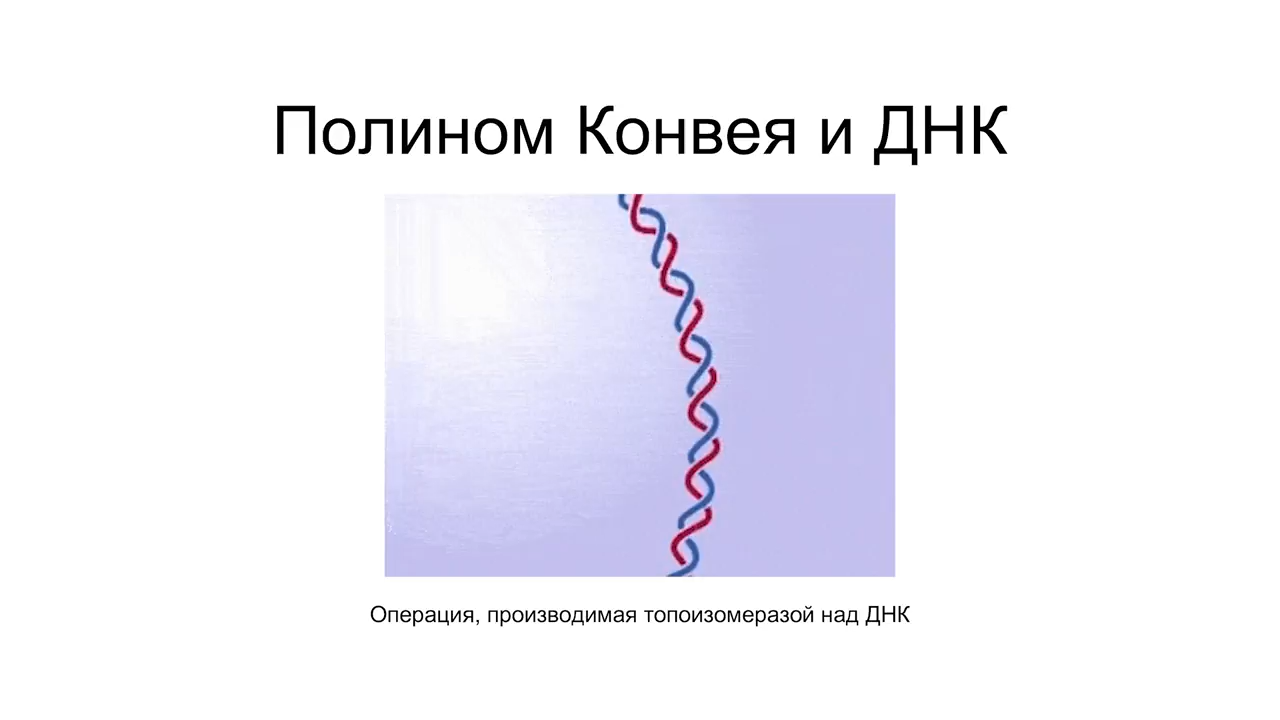 Полином Конвея и ДНК
Операция, производимая топоизомеразой над ДНК